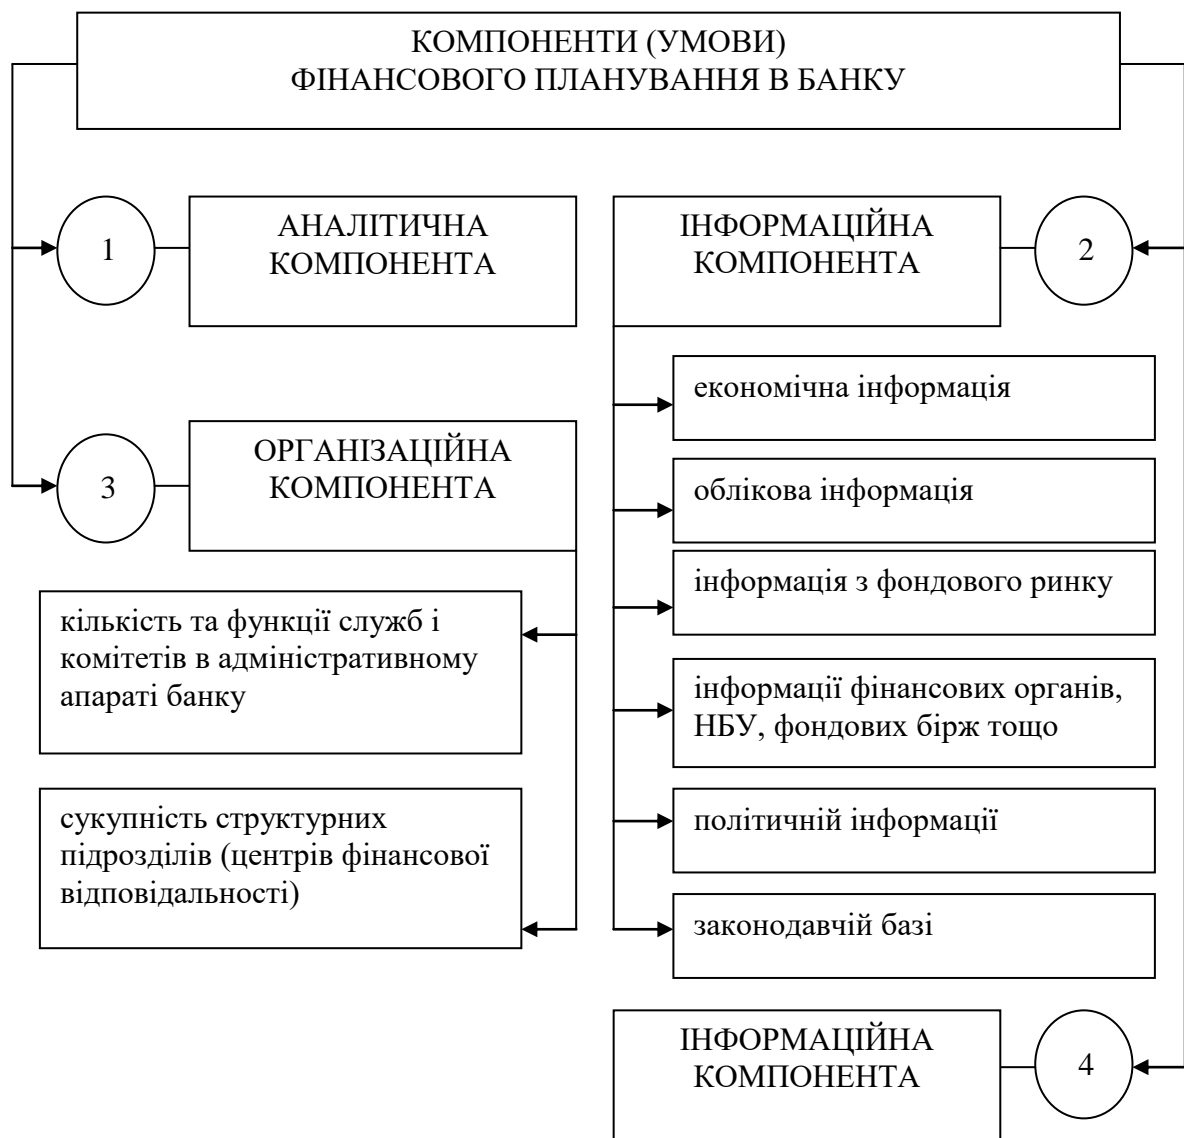 КОМПОНЕНТИ (УМОВИ)
ФІНАНСОВОГО ПЛАНУВАННЯ В БАНКУ
1
АНАЛІТИЧНА
КОМПОНЕНТА
ІНФОРМАЦІЙНА
КОМПОНЕНТА
2
економічна інформація
облікова інформація
інформація з фондового ринку
інформації фінансових органів,
НБУ, фондових бірж тощо
політичній інформації
законодавчій базі
3
ОРГАНІЗАЦІЙНА
КОМПОНЕНТА
кількість та функції служб і
комітетів в адміністративному
апараті банку
сукупність структурних
підрозділів (центрів фінансової
відповідальності)
ІНФОРМАЦІЙНА
КОМПОНЕНТА
4